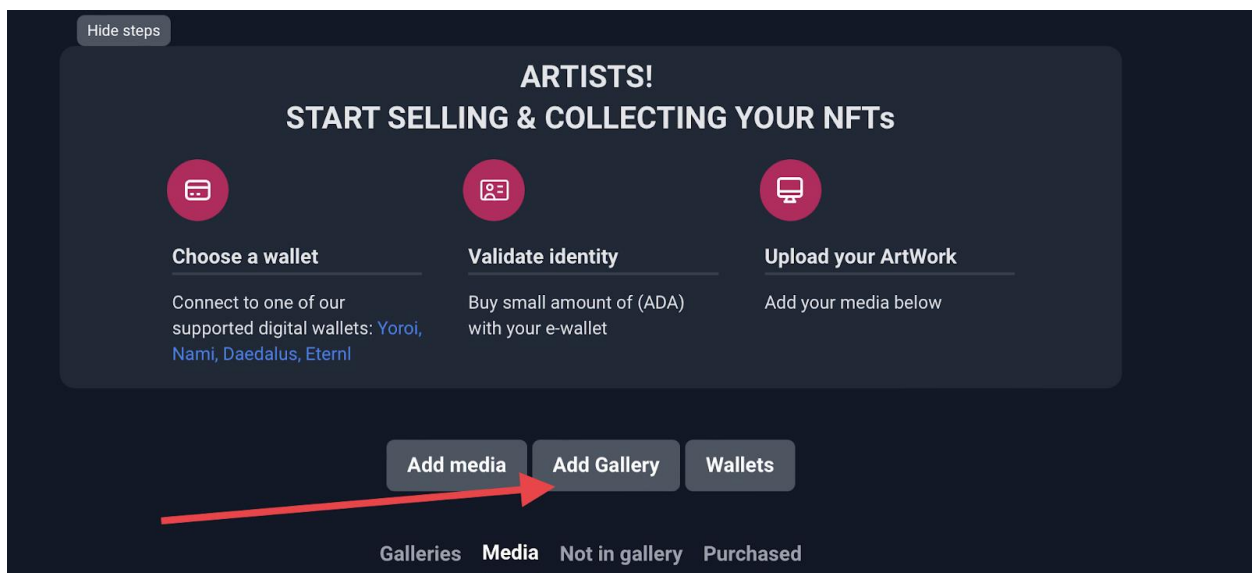 Hide steps
ARTISTS!
START SELLING & COLLECTING YOUR NFTs
Choose a wallet
Connect to one of our
supported digital wallets: Yoroi,
Nami, Daedalus, Eternl
Validate identity
Buy small amount of (ADA)
with your e-wallet
Upload your ArtWork
Add your media below
Add media
Add Gallery
Wallets
Galleries Media Not in gallery Purchased